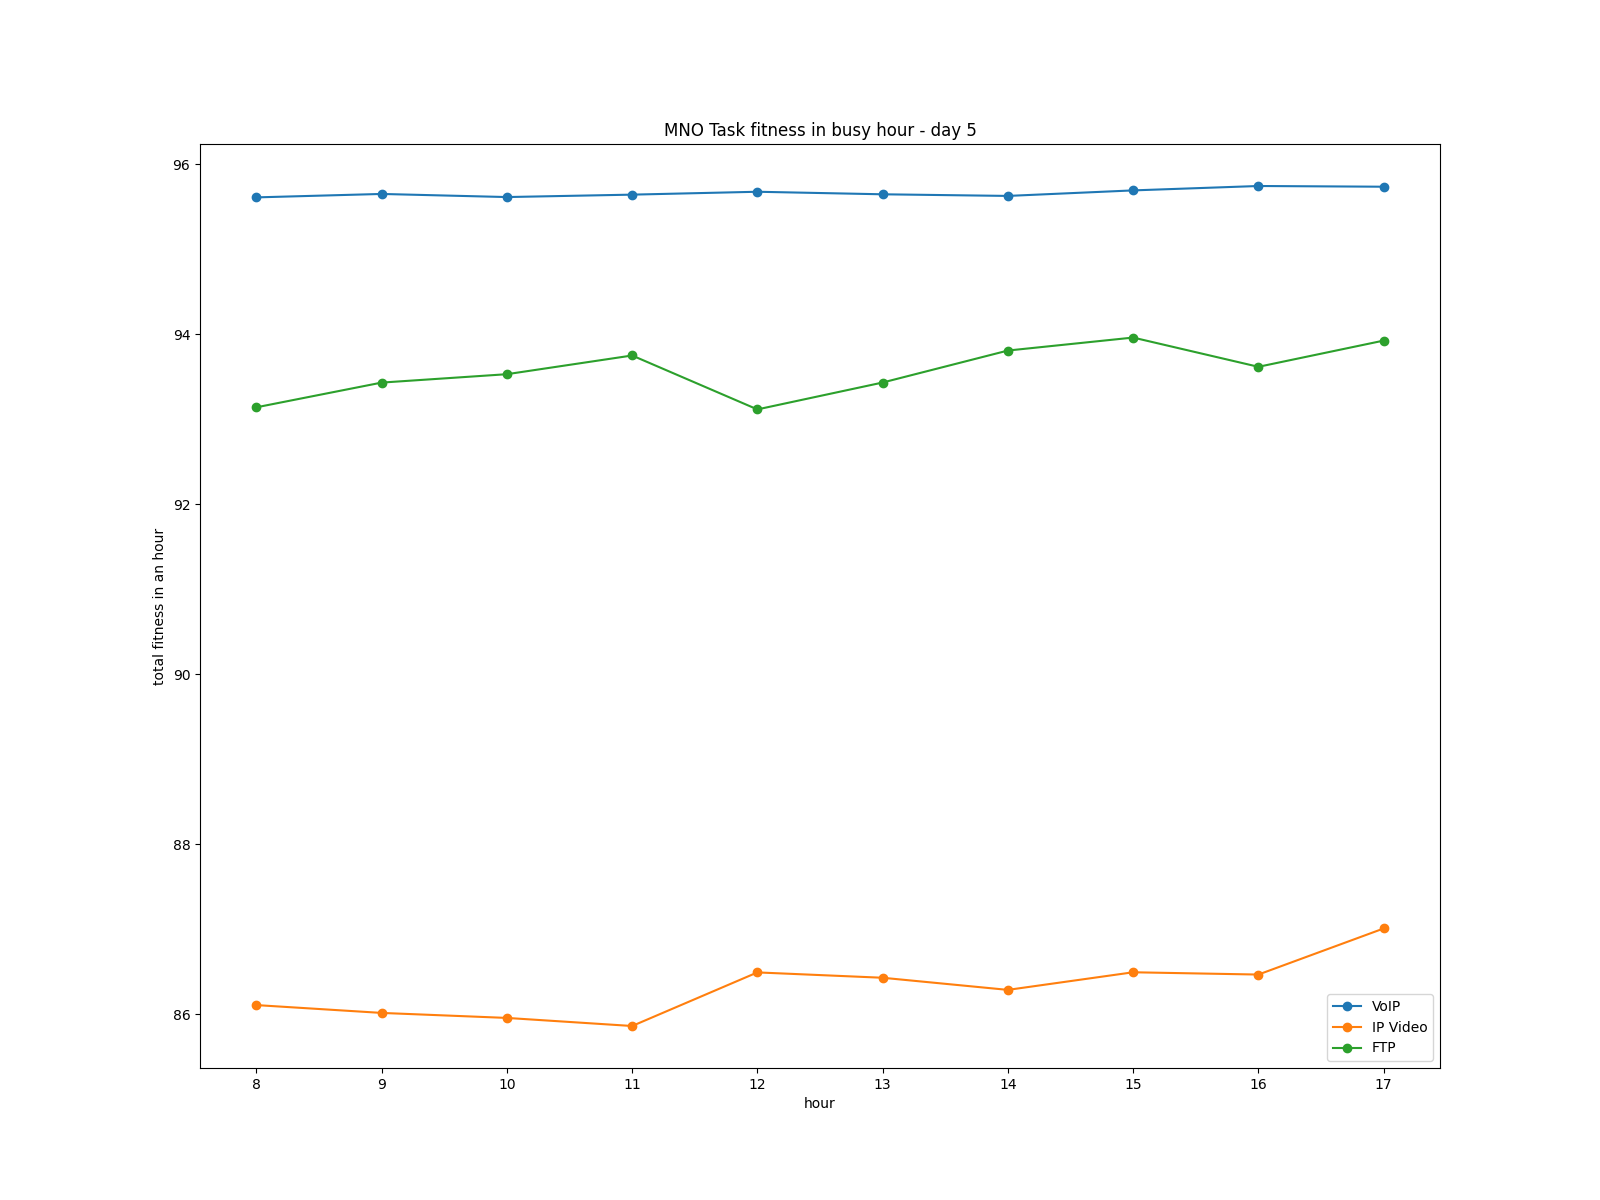 MNO Task fitness in busy hour - day 5
96
94
92
90
88
86
total fitness in an hour
8 9 10 11 12 13 14 15 16 17
hour
VoIP
IP Video
FTP